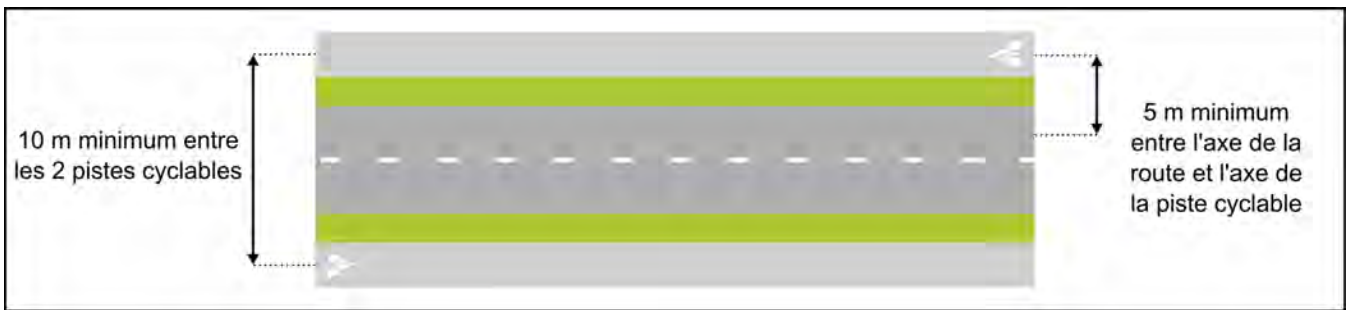 10 m minimum entre
les 2 pistes cyclables
5 m minimum
entre l'axe de la
route et l'axe de
la piste cyclable